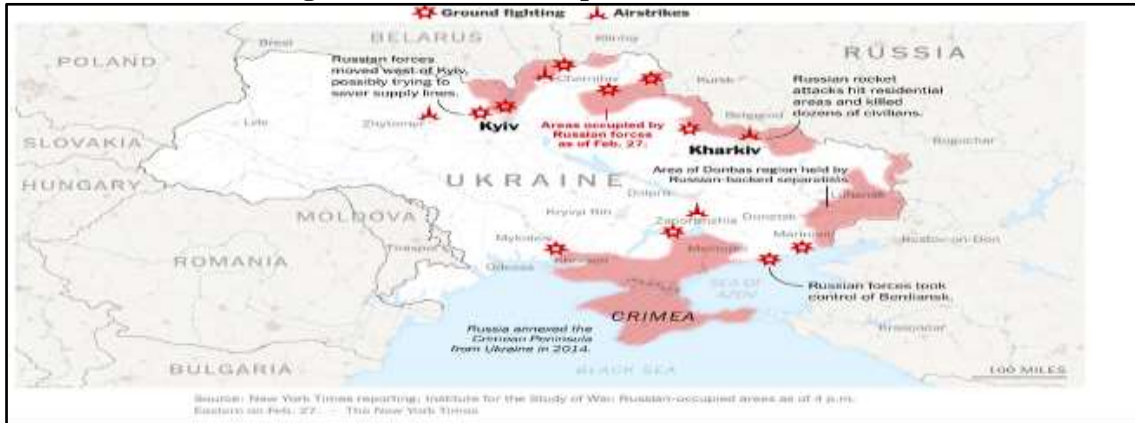 Ground fighting Airstrikes
BELARUS
RUSSIA
POLAND
Brest
Russian forces
moved west of Kyiv,
possibly trying to
sever supply lines.
Chernihiv
Kursk
Russian rocket
attacks hit residential
areas and killed
dozens of civilians.
Lviv
Zhytomyr
Kyiv
Areas occupied by
Russian forces
as of Feb. 27.
Belgorod
Kharkiv
SLOVAKIA
HUNGARY
UKRAINE
Area of Donbas region held by
Russian-backed separatists
Dnipro
Luhansk
MOLDOVA
Kryvyi Rih
Zaporizhzhia
Donetsk
Mykolaiv
Mariupol
Rostov-on-Don
ROMANIA
Tiraspol
Melitopol
Odessa
Kherson
SEA OF
AZOV
Russian forces took
control of Berdiansk.
CRIMEA
Russia annexed the
Crimean Peninsula
from Ukraine in 2014.
Krasnodar
BULGARIA
BLACK SEA
100 MILES
Source: New York Times reporting; Institute for the Study of War; Russian-occupied areas as of 4 p.m.
Eastern on Feb. 27. - The New York Times